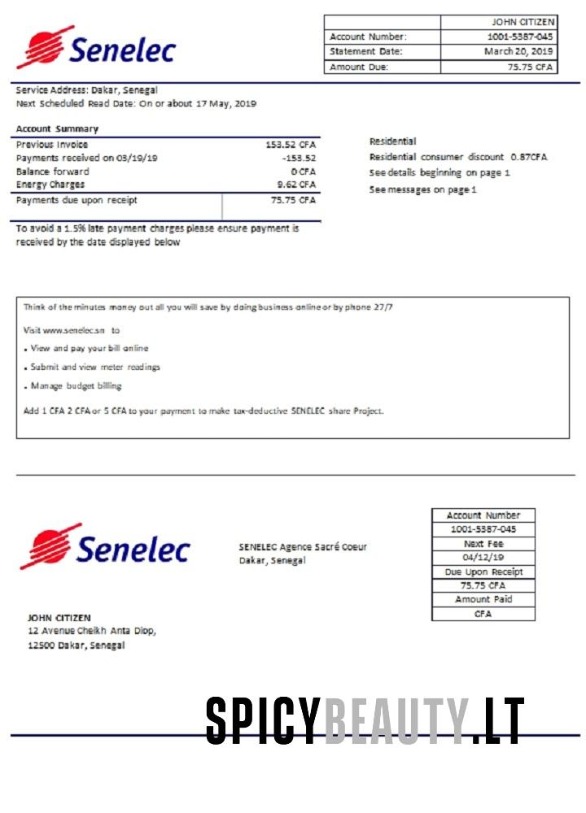 Senelec
JOHN CITIZEN
Account Number: 1001-5387-045
Statement Date: March 20, 2019
Amount Due: 75.75 CFA
Service Address: Dakar, Senegal
Next Scheduled Read Date: On or about 17 May, 2019
Account Summary
Previous Invoice 153.52 CFA
Payments received on 03/19/19 -153.52
Balance forward 0 CFA
Energy Charges 9.62 CFA
Payments due upon receipt 75.75 CFA
Residential
Residential consumer discount 0.87CFA
See details beginning on page 1
See messages on page 1
To avoid a 1.5% late payment charges please ensure payment is
received by the date displayed below
Think of the minutes money out all you will save by doing business online or by phone 27/7
Visit www.senelec.sn to
• View and pay your bill online
• Submit and view meter readings
• Manage budget billing
Add 1 CFA 2 CFA or 5 CFA to your payment to make tax-deductive SENELEC share Project.
Senelec
SENELEC Agence Sacré Coeur
Dakar, Senegal
Account Number
1001-5387-045
Next Fee
04/12/19
Due Upon Receipt
75.75 CFA
Amount Paid
CFA
JOHN CITIZEN
12 Avenue Cheikh Anta Diop,
12500 Dakar, Senegal
SPICYBEAUTY.LT